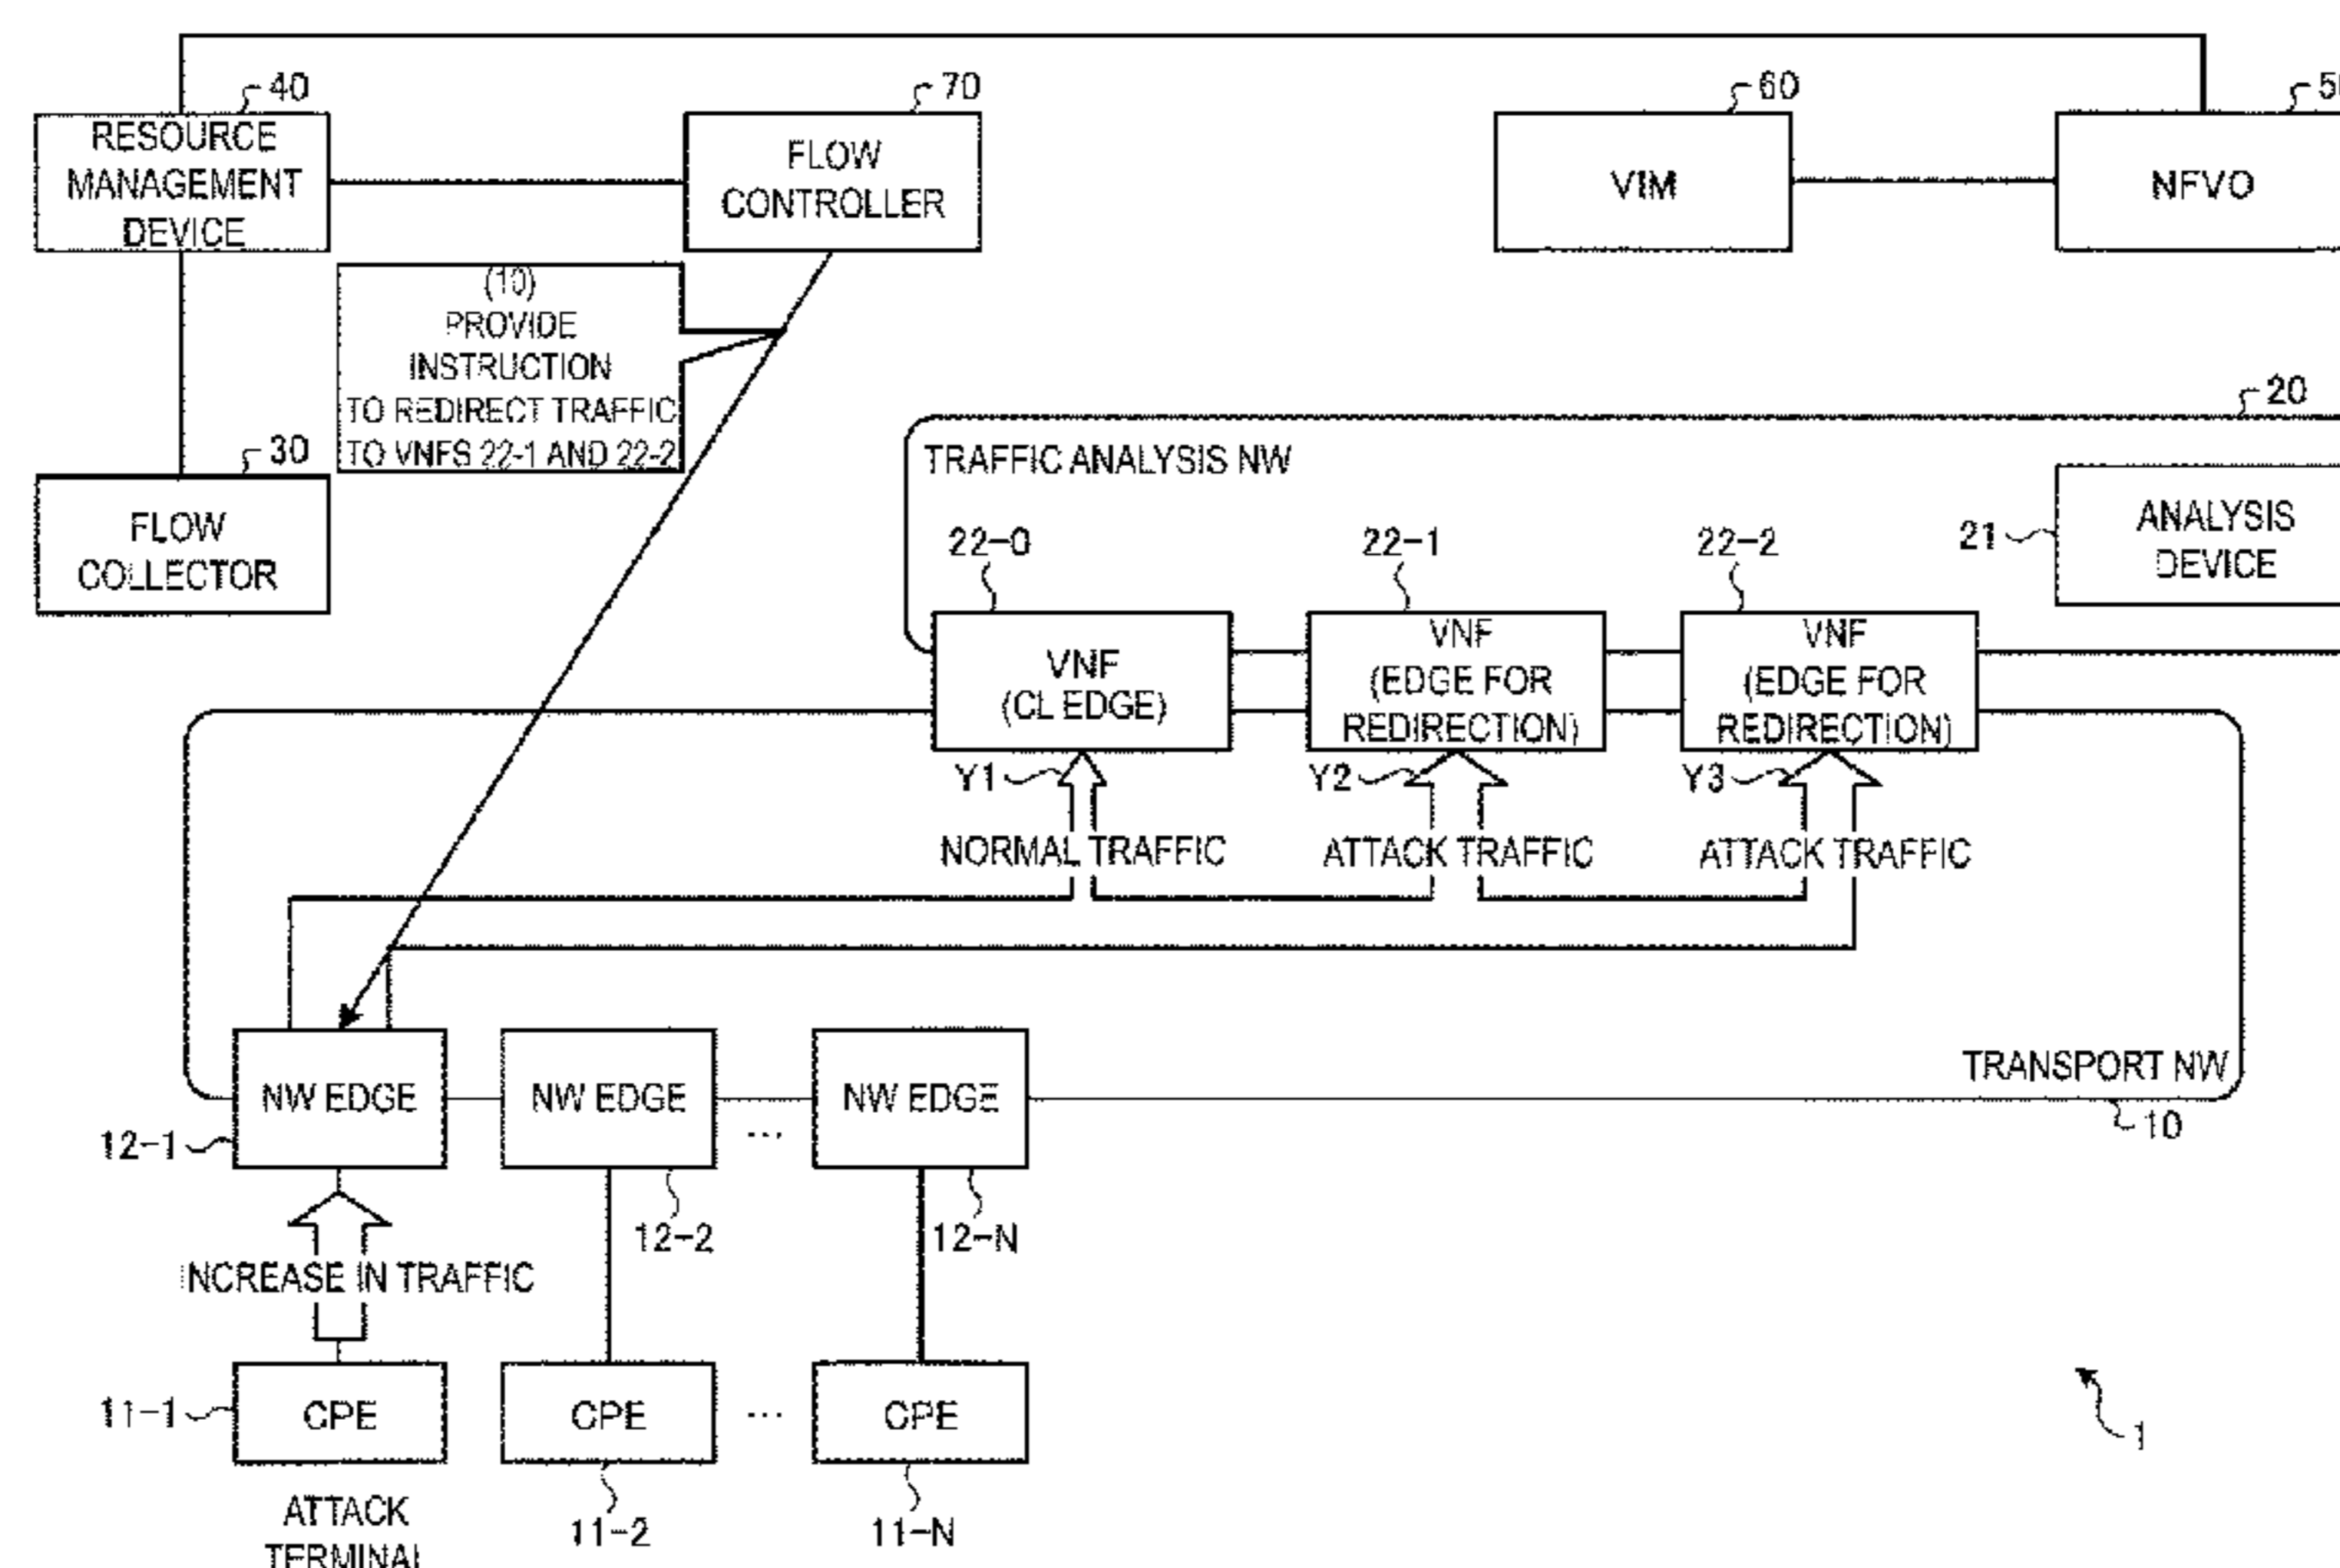 40
RESOURCE
MANAGEMENT
DEVICE
70
FLOW
CONTROLLER
60
VIM
NFVO
(10)
PROVIDE
INSTRUCTION
TO REDIRECT TRAFFIC
TO VNFS 22-1 AND 22-2
30
FLOW
COLLECTOR
20
TRAFFIC ANALYSIS NW
21
ANALYSIS
DEVICE
22-0
VNF
(CL EDGE)
22-1
VNF
(EDGE FOR
REDIRECTION)
22-2
VNF
(EDGE FOR
REDIRECTION)
Y1
Y2
Y3
NORMAL TRAFFIC
ATTACK TRAFFIC
ATTACK TRAFFIC
TRANSPORT NW
10
NW EDGE
NW EDGE
...
NW EDGE
12-1
12-2
12-N
INCREASE IN TRAFFIC
11-1
CPE
CPE
...
CPE
11-2
11-N
ATTACK
TERMINAL
1